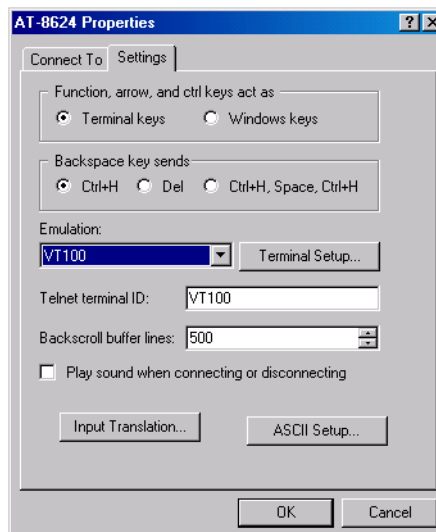 AT-8624 Properties
Connect To Settings
Function, arrow, and ctrl keys act as
Terminal keys Windows keys
Backspace key sends
Ctrl+H Del Ctrl+H, Space, Ctrl+H
Emulation:
VT100 Terminal Setup...
Telnet terminal ID: VT100
Backscroll buffer lines: 500
Play sound when connecting or disconnecting
Input Translation... ASCII Setup...
OK Cancel